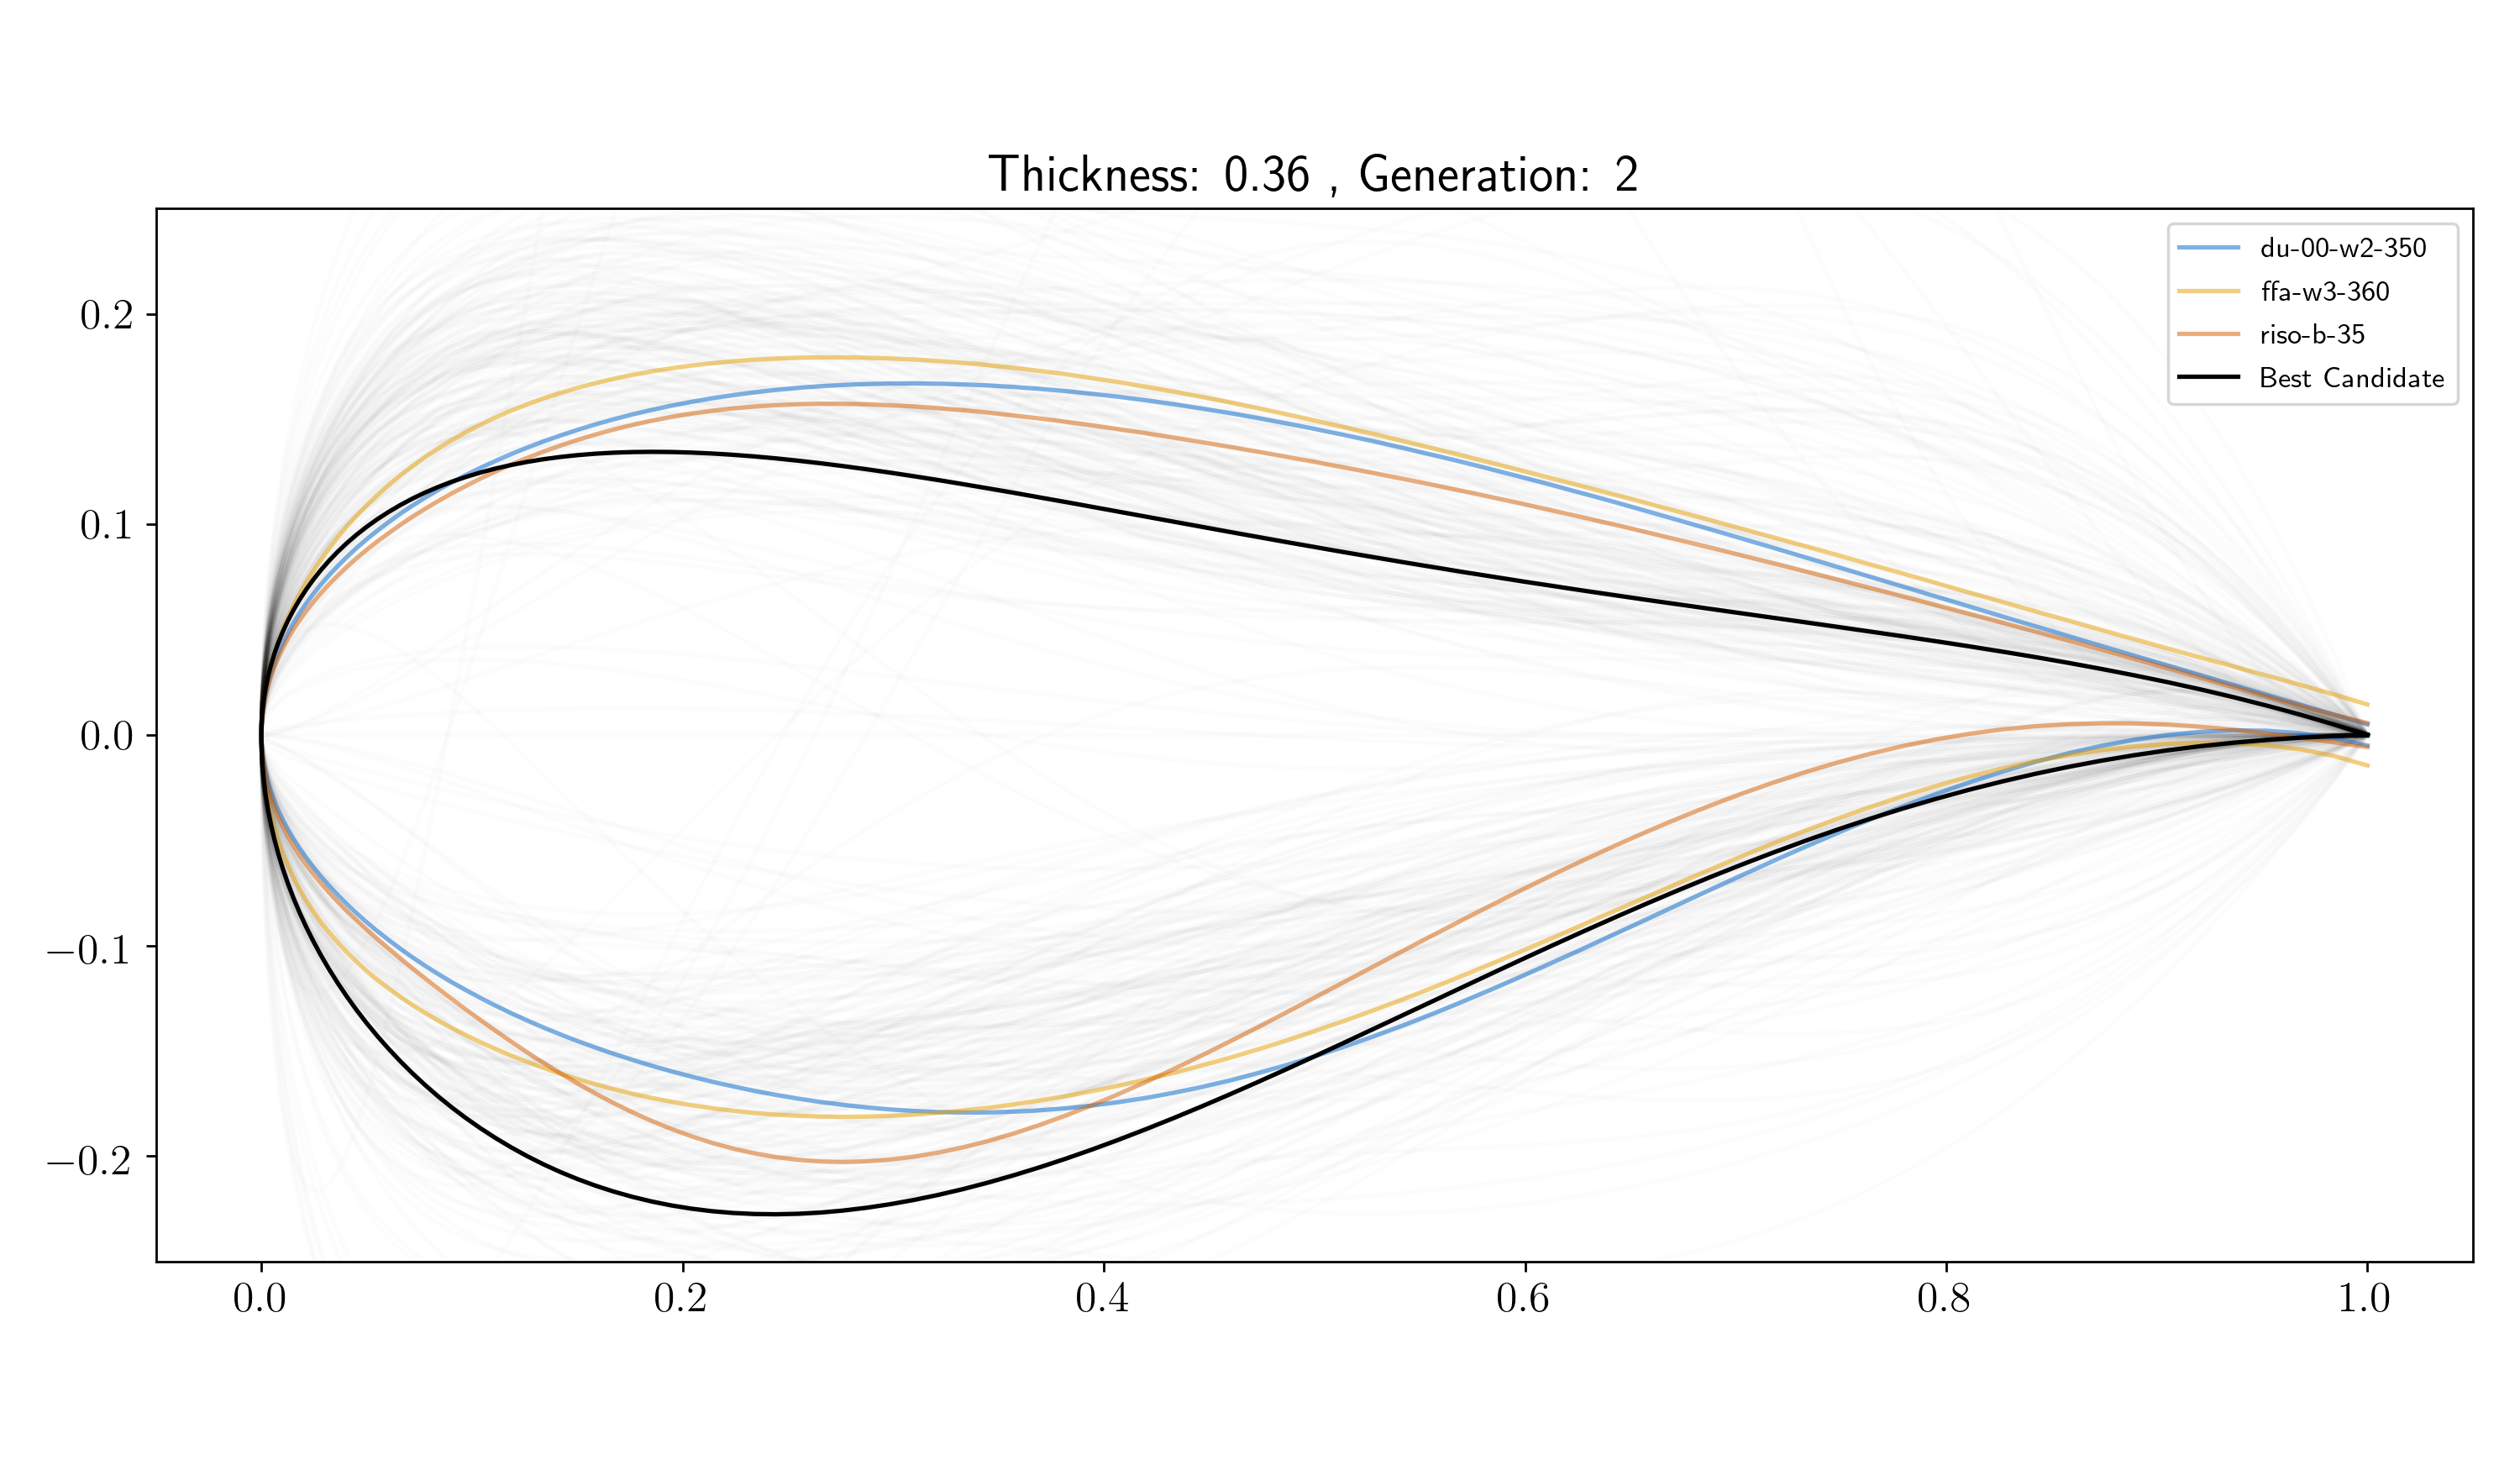 Thickness: 0.36 , Generation: 2
du-00-w2-350
ffa-w3-360
riso-b-35
Best Candidate
0.2
0.1
0.0
−0.1
−0.2
0.0 0.2 0.4 0.6 0.8 1.0